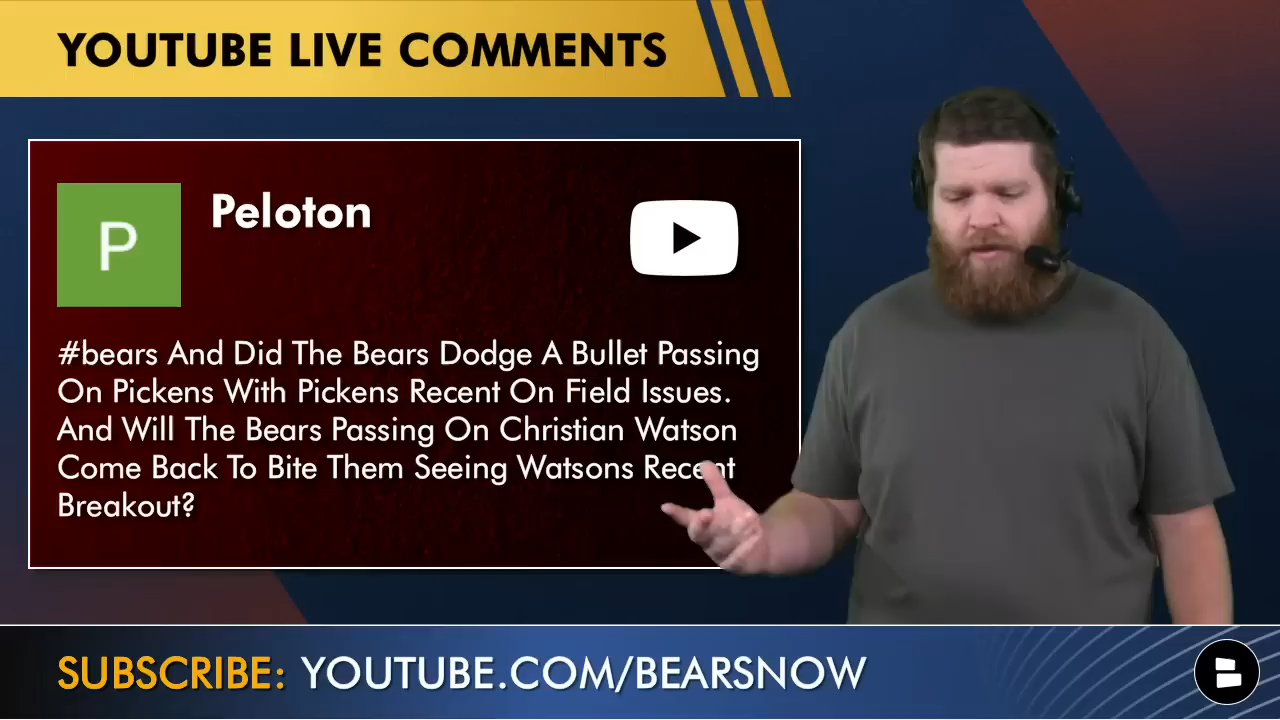 YOUTUBE LIVE COMMENTS
P
Peloton
#bears And Did The Bears Dodge A Bullet Passing
On Pickens With Pickens Recent On Field Issues.
And Will The Bears Passing On Christian Watson
Come Back To Bite Them Seeing Watsons Recent
Breakout?
SUBSCRIBE: YOUTUBE.COM/BEARSNOW